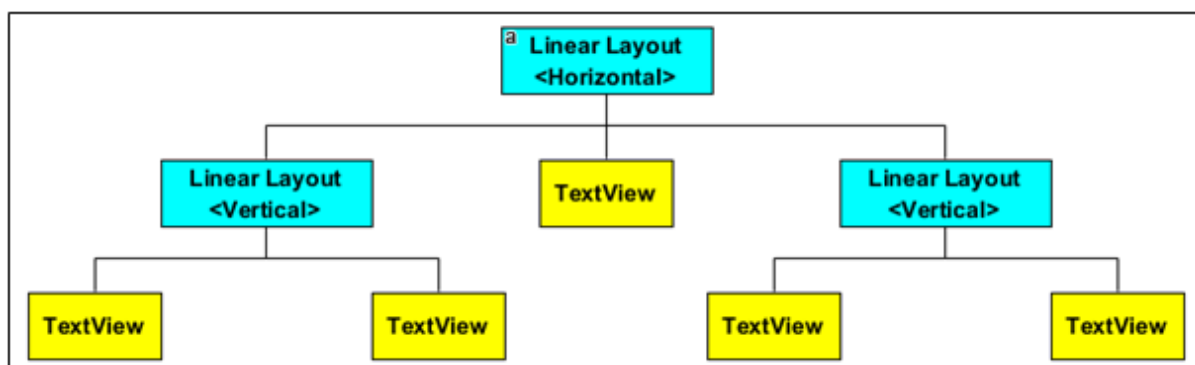 a
Linear Layout
<Horizontal>
Linear Layout
<Vertical>
TextView
Linear Layout
<Vertical>
TextView
TextView
TextView
TextView